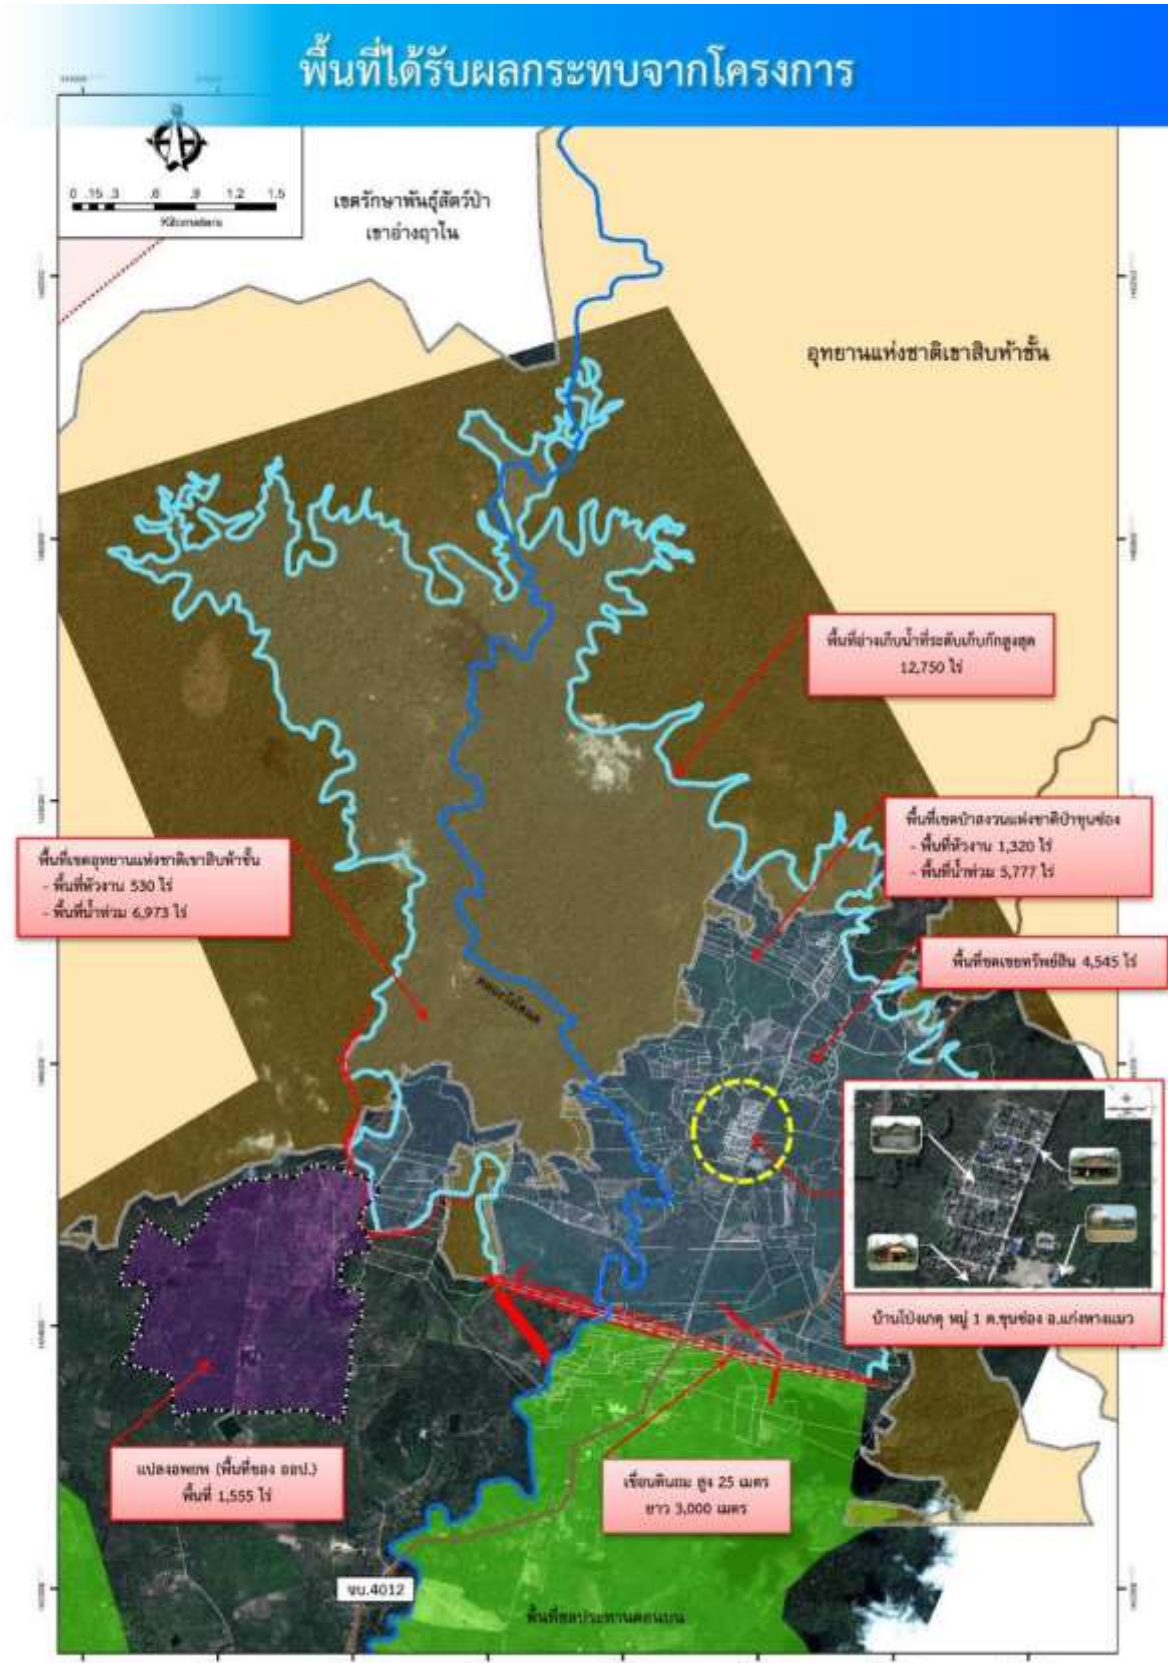 พื้นที่ได้รับผลกระทบจากโครงการ
0 .15 .3 .6 .9 1.2 1.5
Kilometers
เขตรักษาพันธุ์สัตว์ป่า
เขาอ่างฤาไน
อุทยานแห่งชาติเขาสิบห้าชั้น
พื้นที่อ่างเก็บน้ำที่ระดับเก็บกักสูงสุด
12,750 ไร่
พื้นที่เขตป่าสงวนแห่งชาติป่าขุนซ่อง
- พื้นที่หัวงาน 1,320 ไร่
- พื้นที่น้ำท่วม 5,777 ไร่
พื้นที่เขตอุทยานแห่งชาติเขาสิบห้าชั้น
- พื้นที่หัวงาน 530 ไร่
- พื้นที่น้ำท่วม 6,973 ไร่
พื้นที่ชดเชยทรัพย์สิน 4,545 ไร่
คลองวังโตนด
บ้านโป่งเกตุ หมู่ 1 ต.ขุนซ่อง อ.แก่งหางแมว
แปลงอพยพ (พื้นที่ของ ออป.)
พื้นที่ 1,555 ไร่
เขื่อนดินถม สูง 25 เมตร
ยาว 3,000 เมตร
จบ.4012
พื้นที่ชลประทานตอนบน